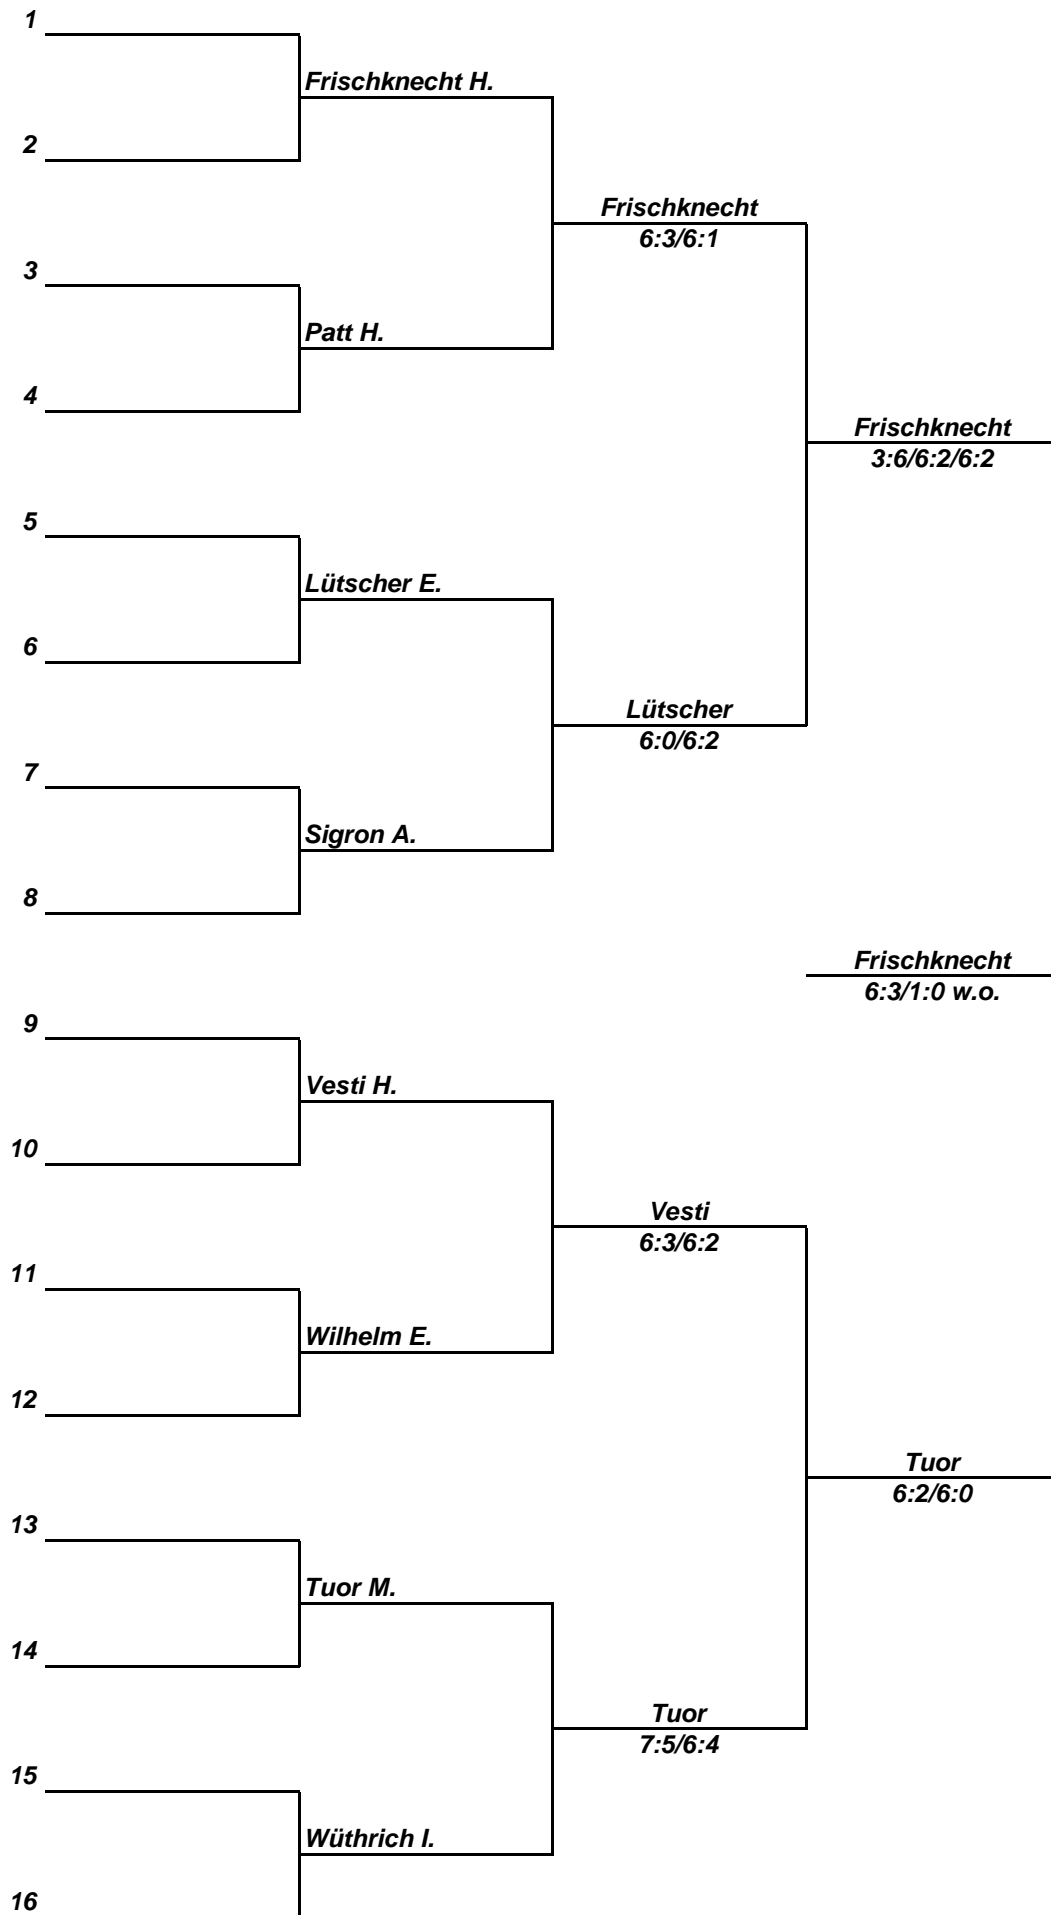 1
Frischknecht H.
2
Frischknecht
6:3/6:1
3
Patt H.
4
Frischknecht
3:6/6:2/6:2
5
Lütscher E.
6
Lütscher
6:0/6:2
7
Sigron A.
8
Frischknecht
6:3/1:0 w.o.
9
Vesti H.
10
Vesti
6:3/6:2
11
Wilhelm E.
12
Tuor
6:2/6:0
13
Tuor M.
14
Tuor
7:5/6:4
15
Wüthrich I.
16